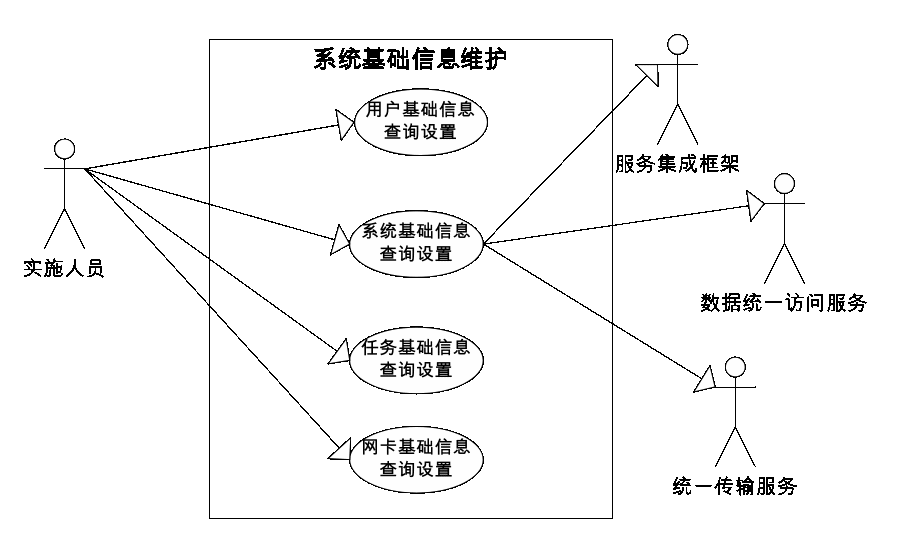 系统基础信息维护
用户基础信息
查询设置
服务集成框架
系统基础信息
查询设置
实施人员
数据统一访问服务
任务基础信息
查询设置
网卡基础信息
查询设置
统一传输服务